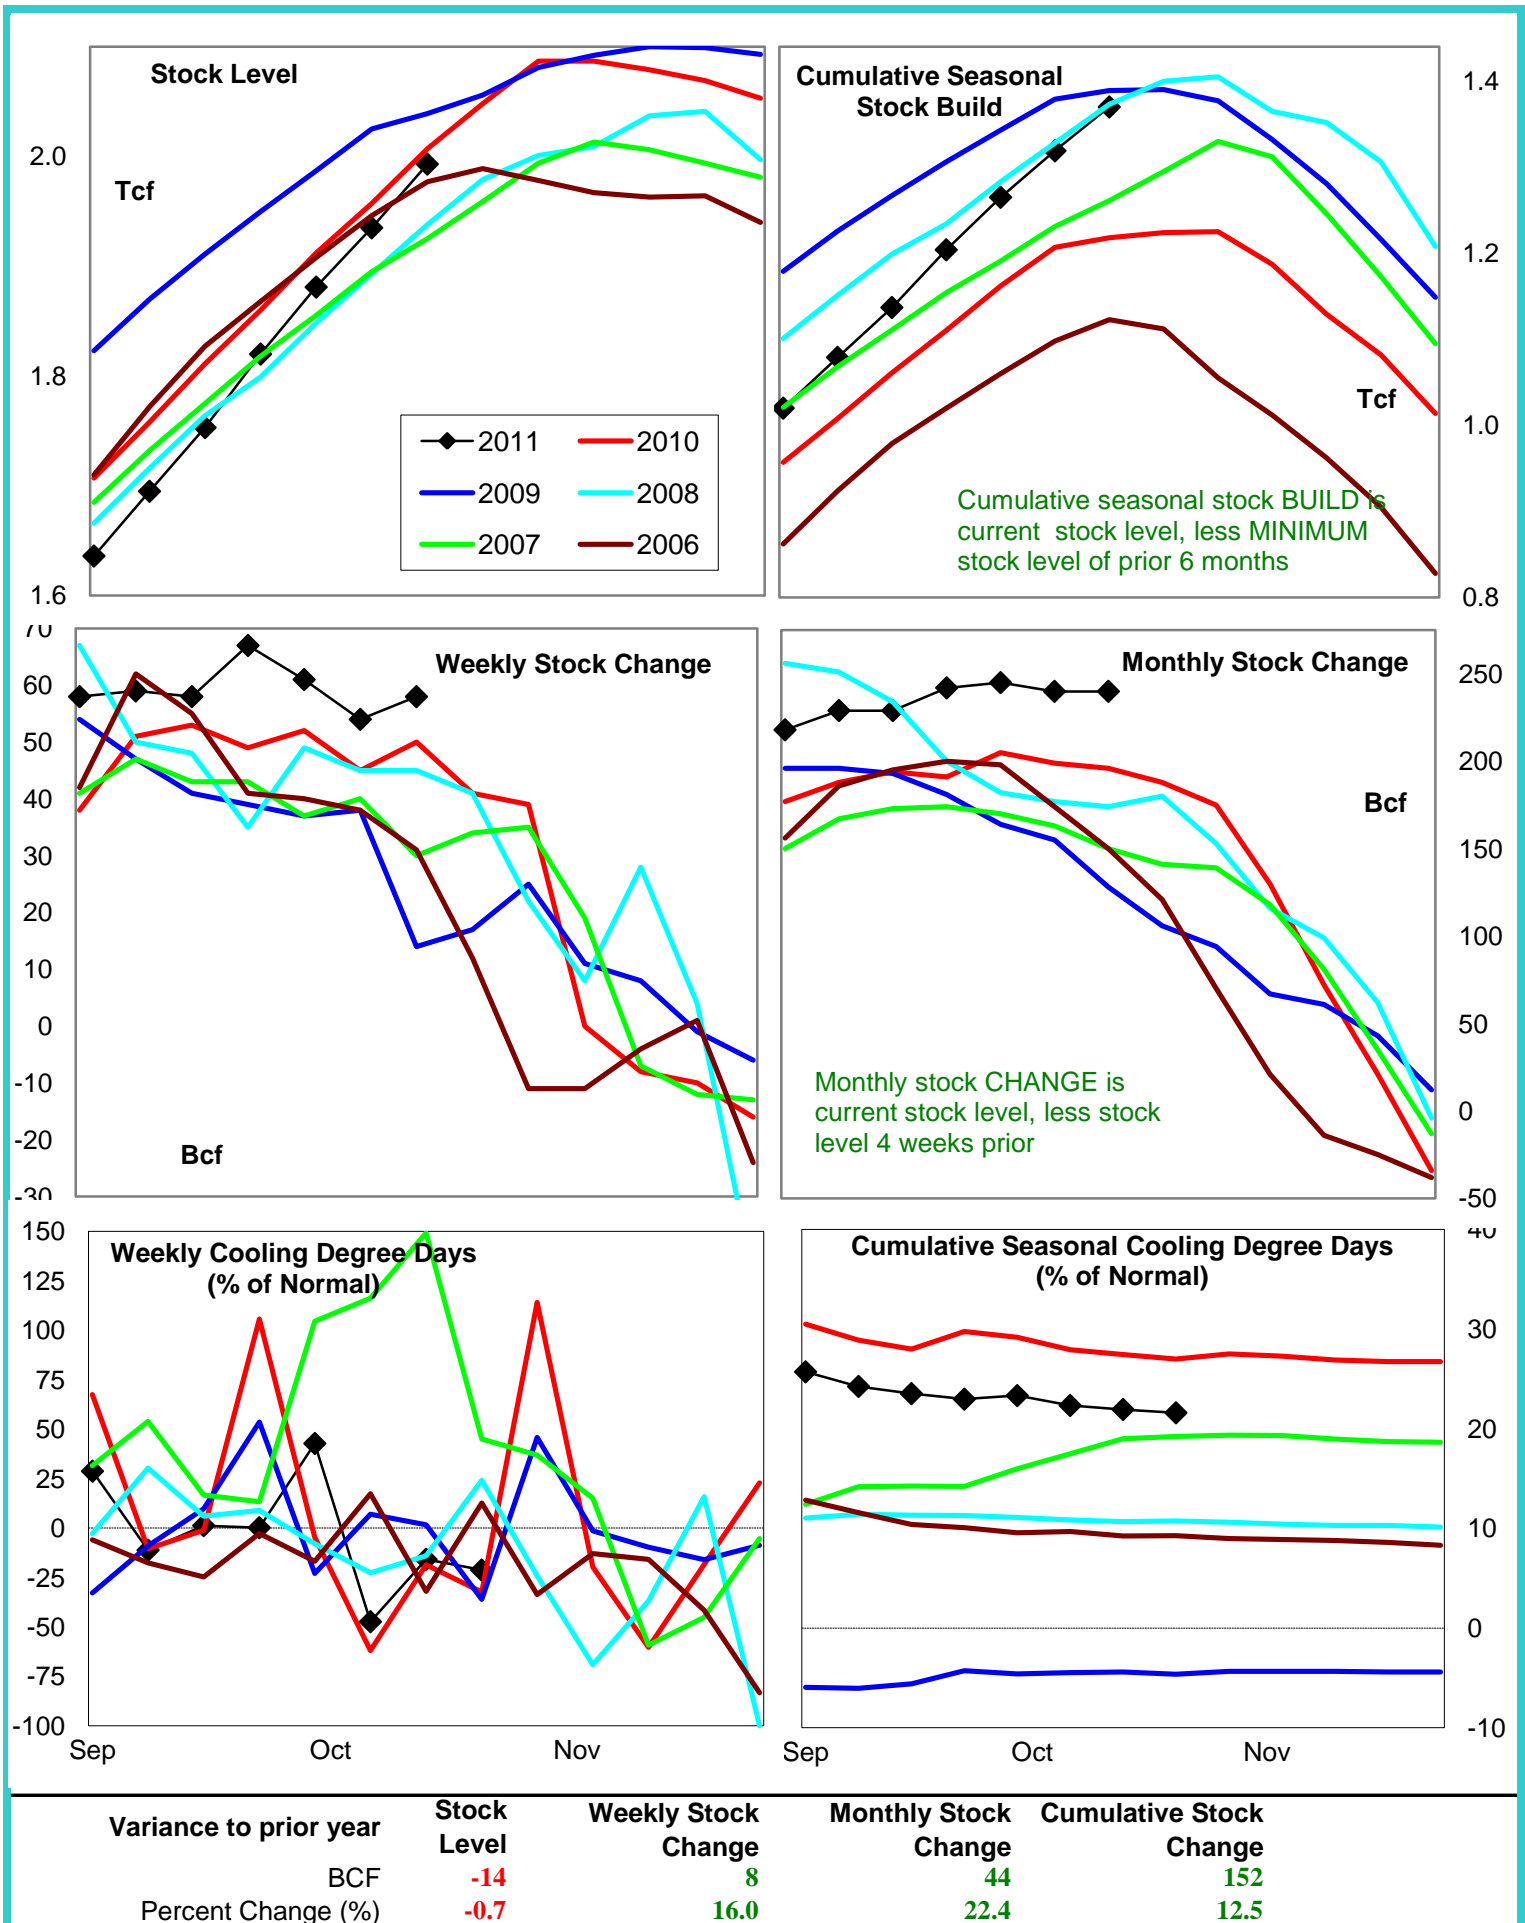 Stock Level
Tcf
2.0
1.8
1.6
2011
2010
2009
2008
2007
2006
Cumulative Seasonal
Stock Build
1.4
1.2
Tcf
1.0
0.8
Cumulative seasonal stock BUILD is
current stock level, less MINIMUM
stock level of prior 6 months
Weekly Stock Change
70
60
50
40
30
20
10
0
-10
-20
-30
Bcf
Monthly Stock Change
250
200
Bcf
150
100
50
0
-50
Monthly stock CHANGE is
current stock level, less stock
level 4 weeks prior
Weekly Cooling Degree Days
(% of Normal)
150
125
100
75
50
25
0
-25
-50
-75
-100
Sep Oct Nov
Cumulative Seasonal Cooling Degree Days
(% of Normal)
40
30
20
10
0
-10
Sep Oct Nov
Variance to prior year Stock Level Weekly Stock Change Monthly Stock Change Cumulative Stock Change
BCF -14 8 44 152
Percent Change (%) -0.7 16.0 22.4 12.5